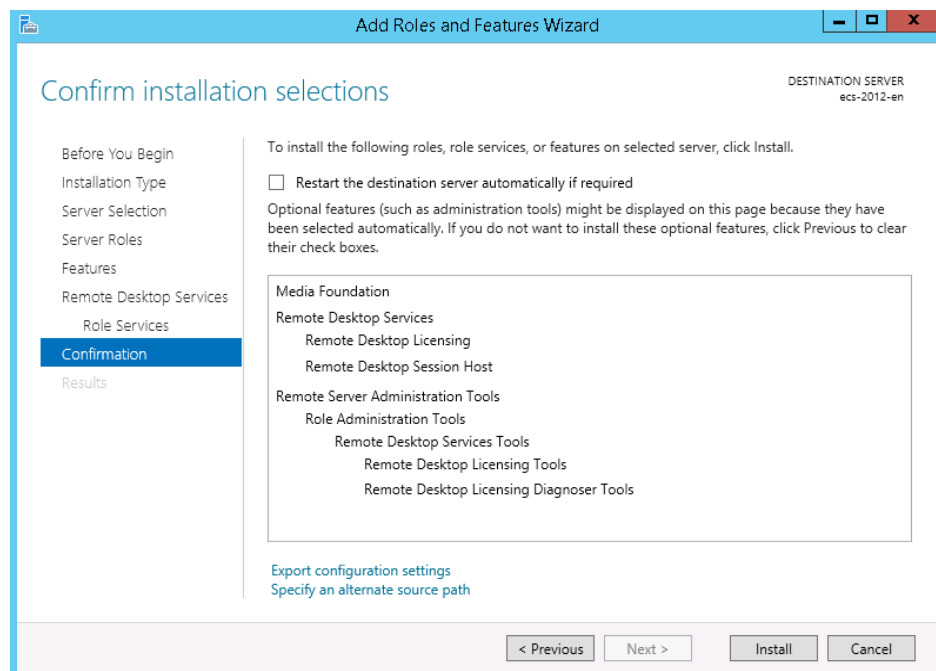 Add Roles and Features Wizard
Confirm installation selections
DESTINATION SERVER
ecs-2012-en
Before You Begin
Installation Type
Server Selection
Server Roles
Features
Remote Desktop Services
Role Services
Confirmation
Results
To install the following roles, role services, or features on selected server, click Install.
Restart the destination server automatically if required
Optional features (such as administration tools) might be displayed on this page because they have
been selected automatically. If you do not want to install these optional features, click Previous to clear
their check boxes.
Media Foundation
Remote Desktop Services
Remote Desktop Licensing
Remote Desktop Session Host
Remote Server Administration Tools
Role Administration Tools
Remote Desktop Services Tools
Remote Desktop Licensing Tools
Remote Desktop Licensing Diagnoser Tools
Export configuration settings
Specify an alternate source path
< Previous
Next >
Install
Cancel